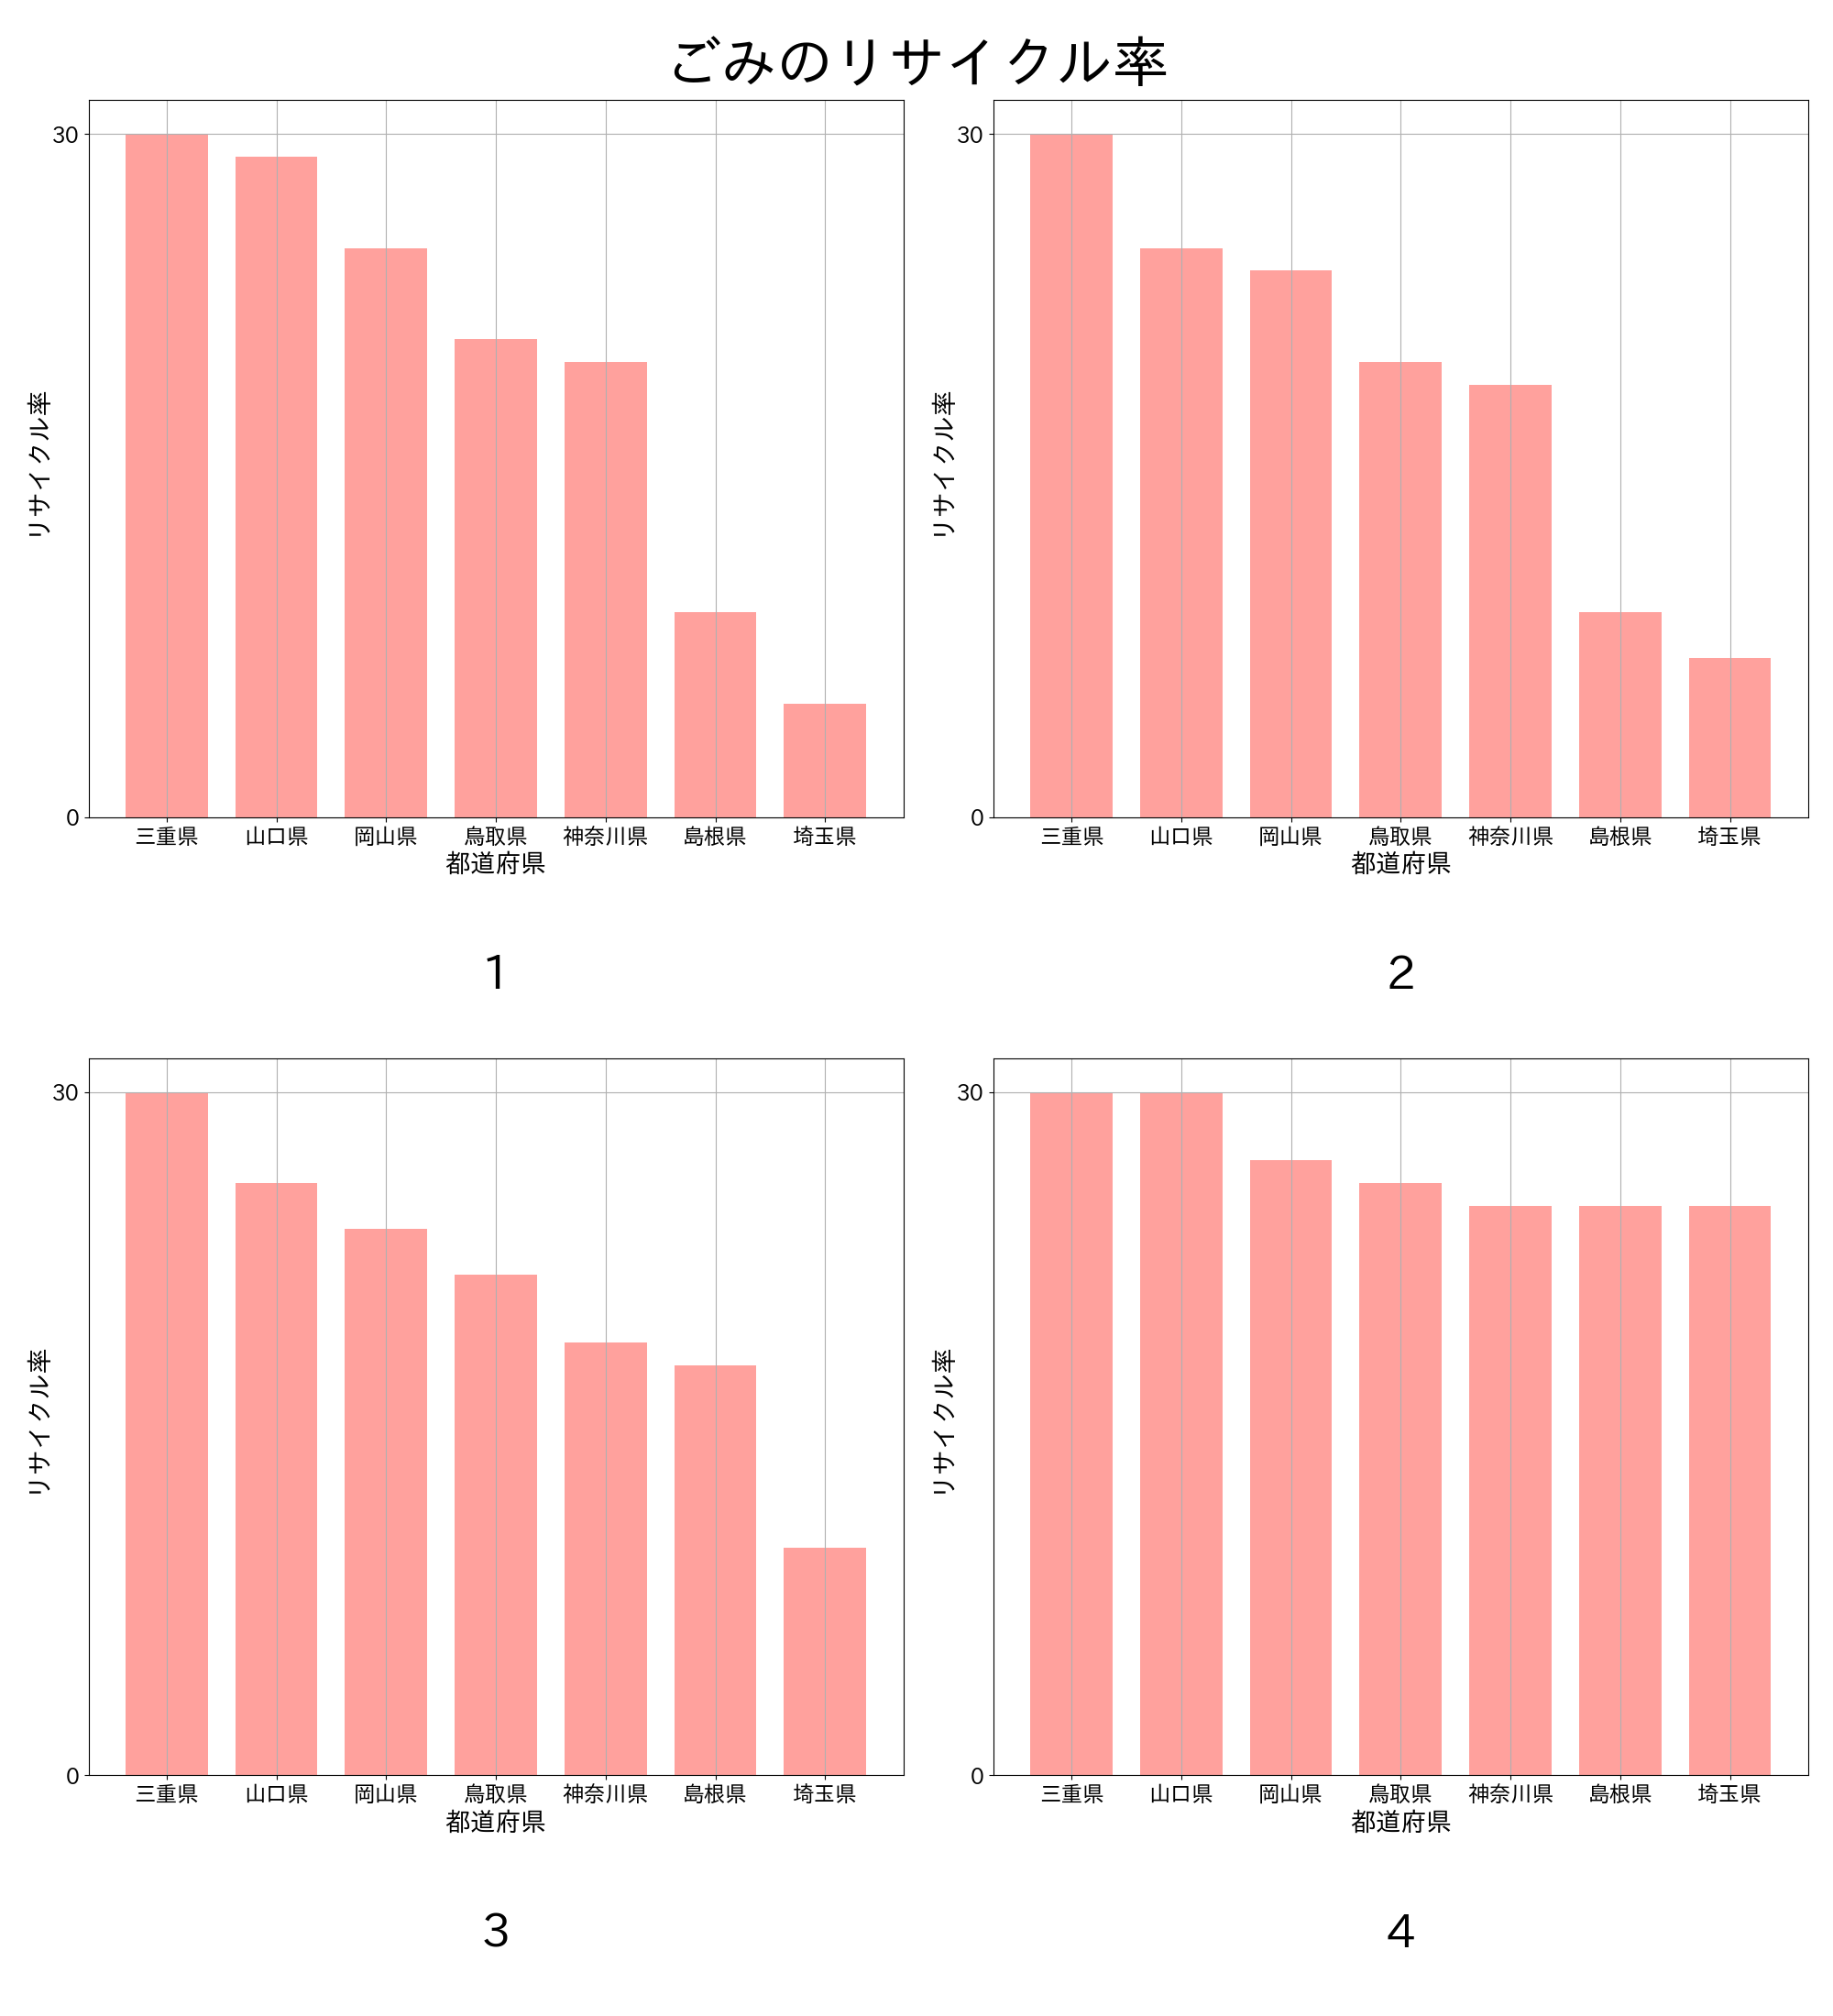 ごみのリサイクル率
30
0
リサイクル率
三重県 山口県 岡山県 鳥取県 神奈川県 島根県 埼玉県
都道府県
1
30
0
リサイクル率
三重県 山口県 岡山県 鳥取県 神奈川県 島根県 埼玉県
都道府県
2
30
0
リサイクル率
三重県 山口県 岡山県 鳥取県 神奈川県 島根県 埼玉県
都道府県
3
30
0
リサイクル率
三重県 山口県 岡山県 鳥取県 神奈川県 島根県 埼玉県
都道府県
4